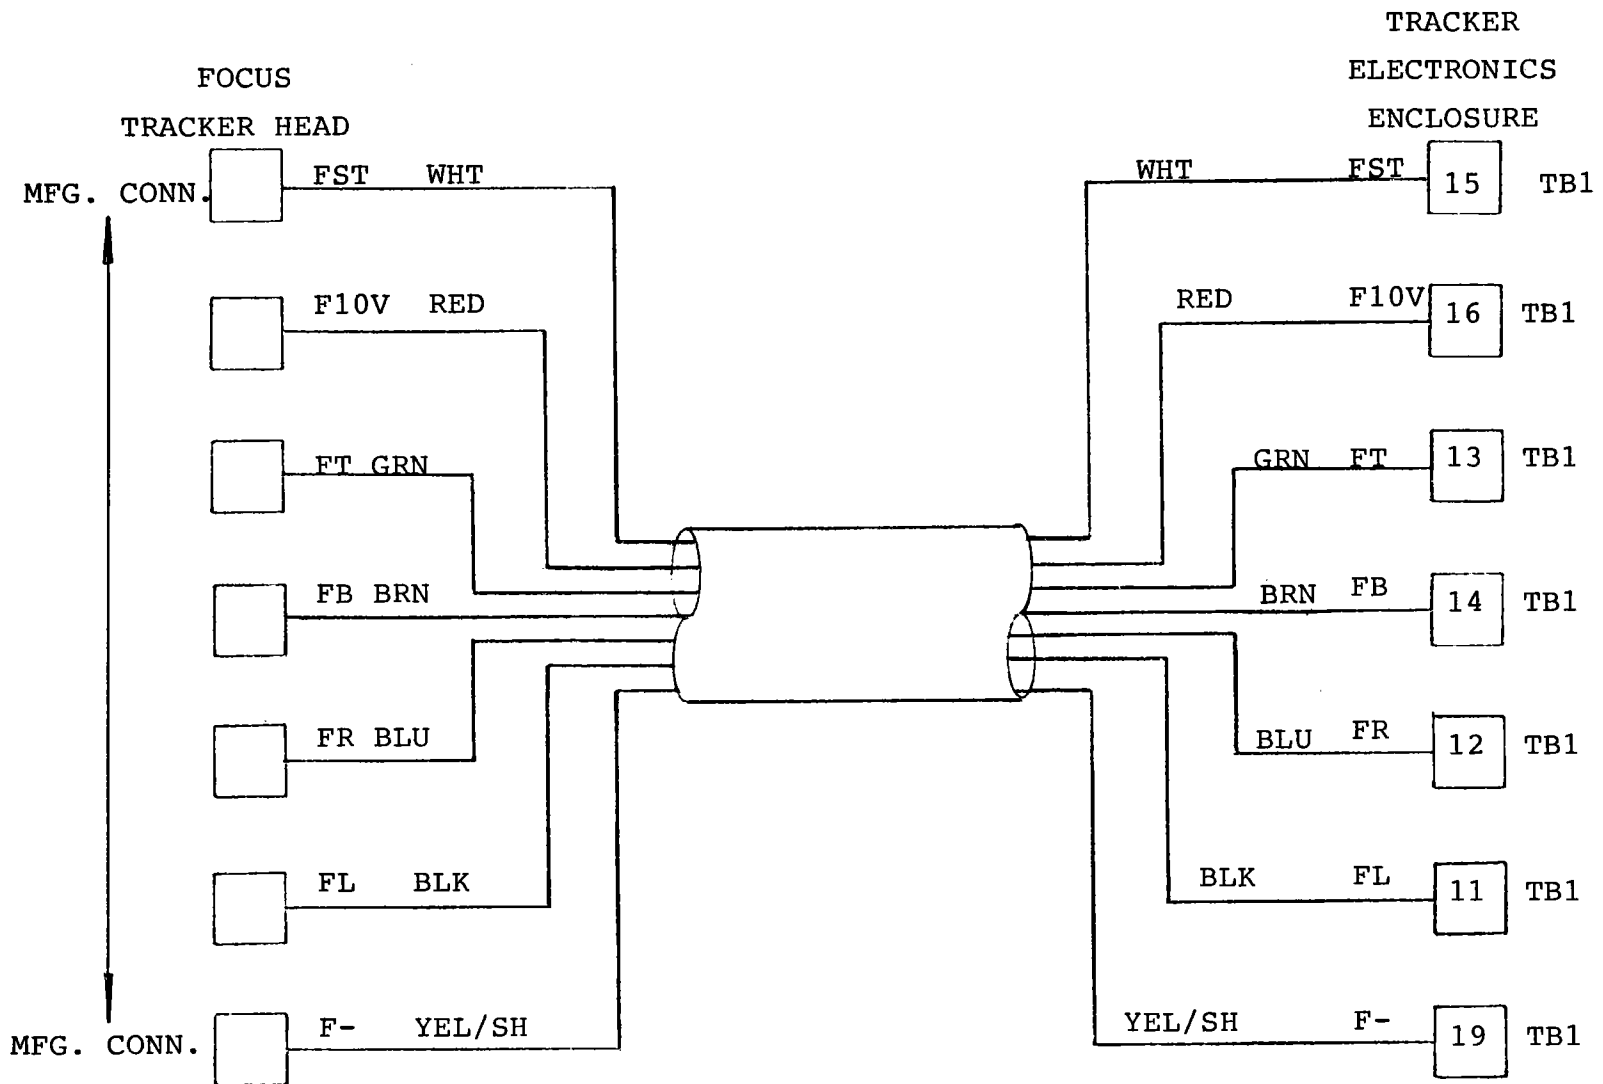 TRACKER
ELECTRONICS
ENCLOSURE
FOCUS
TRACKER HEAD
MFG. CONN. FST WHT WHT FST 15 TB1
F10V RED RED F10V 16 TB1
FT GRN GRN FT 13 TB1
FB BRN BRN FB 14 TB1
FR BLU BLU FR 12 TB1
FL BLK BLK FL 11 TB1
MFG. CONN. F- YEL/SH YEL/SH F- 19 TB1